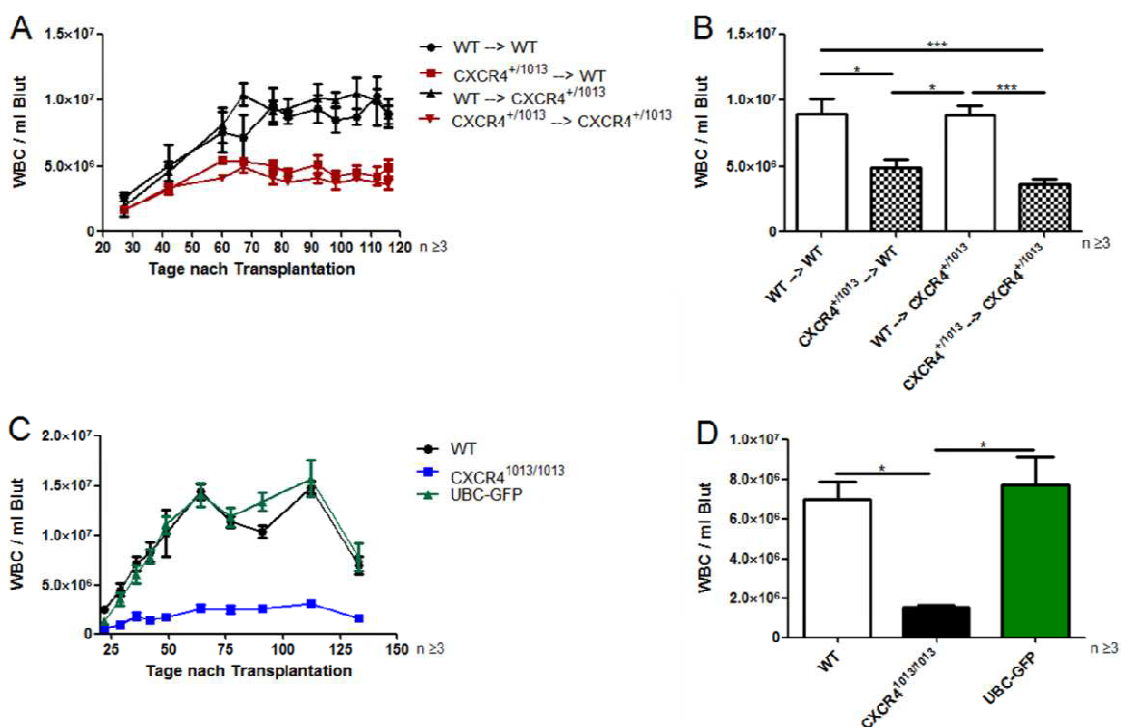 A
1.5×10⁷
1.0×10⁷
5.0×10⁶
0
WBC / ml Blut
20 30 40 50 60 70 80 90 100 110 120
n ≥3
Tage nach Transplantation
WT --> WT
CXCR4⁺/¹⁰¹³ --> WT
WT --> CXCR4⁺/¹⁰¹³
CXCR4⁺/¹⁰¹³ --> CXCR4⁺/¹⁰¹³
B
1.5×10⁷
1.0×10⁷
5.0×10⁶
0
WBC / ml Blut
***
*
*
***
n ≥3
WT --> WT
CXCR4⁺/¹⁰¹³ --> WT
WT --> CXCR4⁺/¹⁰¹³
CXCR4⁺/¹⁰¹³ --> CXCR4⁺/¹⁰¹³
C
2.0×10⁷
1.5×10⁷
1.0×10⁷
5.0×10⁶
0.0
WBC / ml Blut
25 50 75 100 125 150
n ≥3
Tage nach Transplantation
WT
CXCR4¹⁰¹³/¹⁰¹³
UBC-GFP
D
1.0×10⁷
8.0×10⁶
6.0×10⁶
4.0×10⁶
2.0×10⁶
0
WBC / ml Blut
*
*
n ≥3
WT
CXCR4¹⁰¹³/¹⁰¹³
UBC-GFP